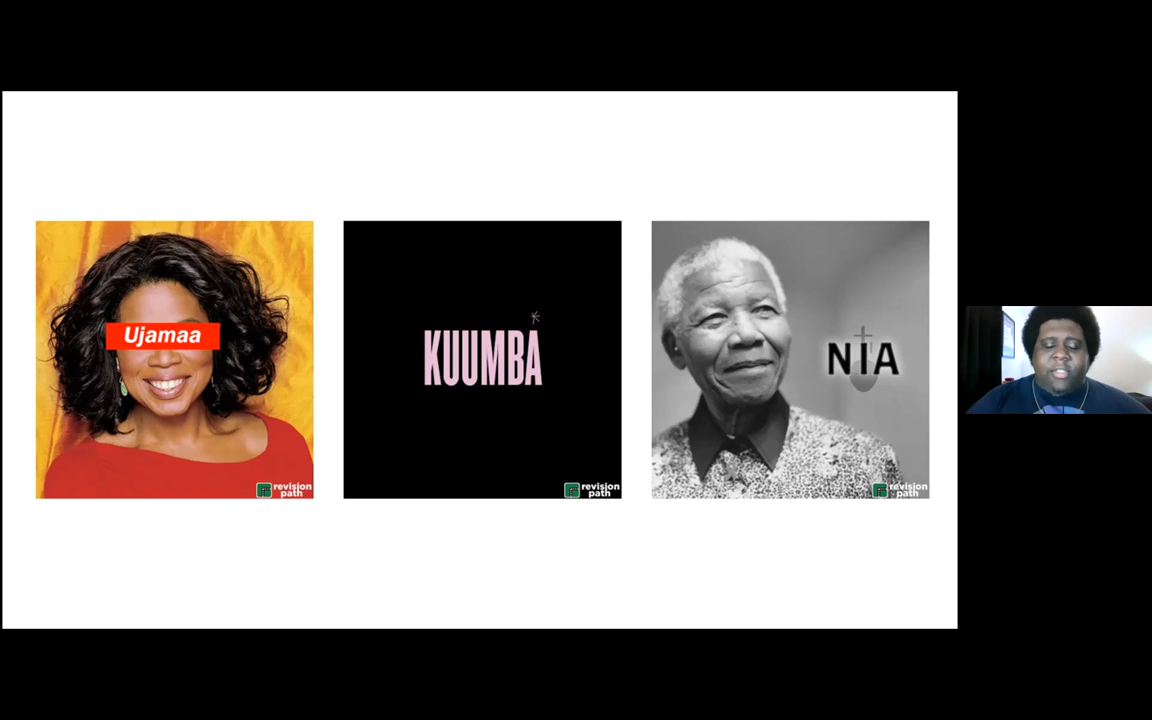 Ujamaa
revision
path
KUUMBA
revision
path
NIA
revision
path